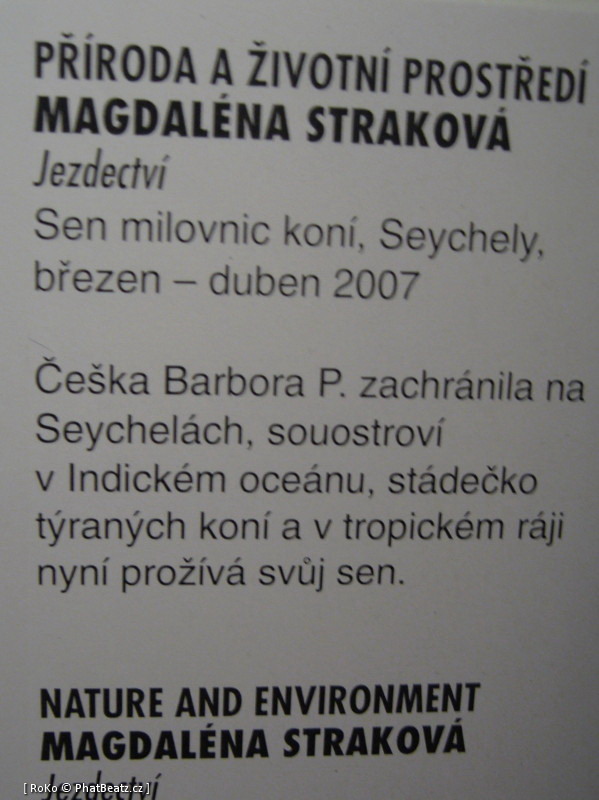 PŘÍRODA A ŽIVOTNÍ PROSTŘEDÍ
MAGDALÉNA STRAKOVÁ
Jezdectví
Sen milovnic koní, Seychely,
březen – duben 2007
Češka Barbora P. zachránila na
Seychelách, souostroví
v Indickém oceánu, stádečko
týraných koní a v tropickém ráji
nyní prožívá svůj sen.
NATURE AND ENVIRONMENT
MAGDALÉNA STRAKOVÁ
Jezdectví
[ RoKo © PhatBeatz.cz ]